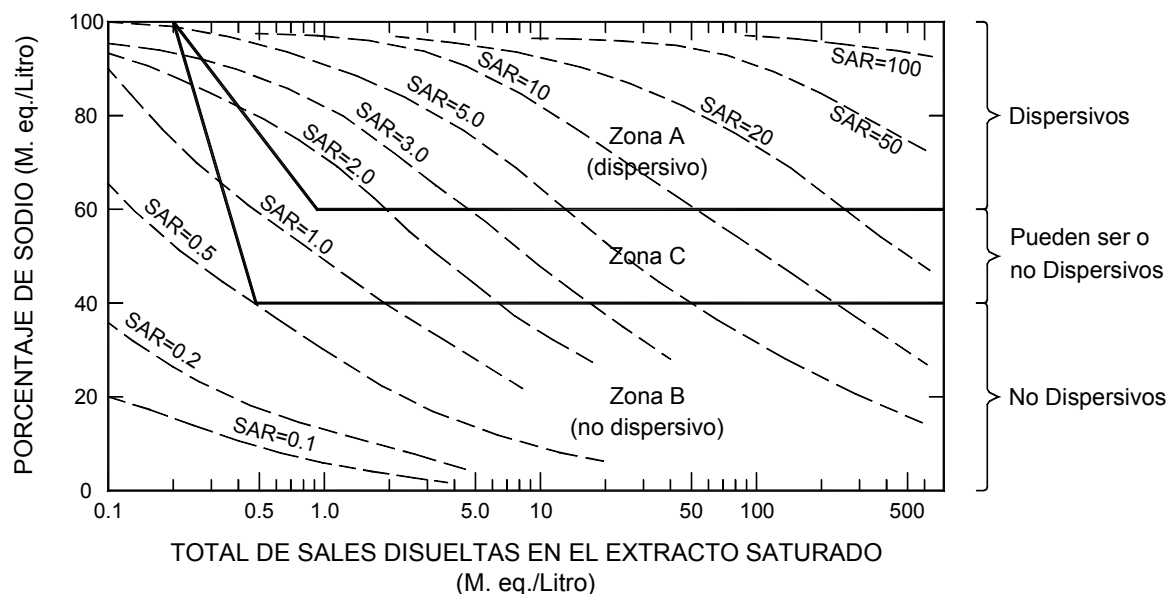 PORCENTAJE DE SODIO (M. eq./Litro)
100
80
60
40
20
0
SAR=100
SAR=50
SAR=20
SAR=10
SAR=5.0
SAR=3.0
SAR=2.0
SAR=1.0
SAR=0.5
SAR=0.2
SAR=0.1
Zona A
(dispersivo)
Zona C
Zona B
(no dispersivo)
Dispersivos
Pueden ser o
no Dispersivos
No Dispersivos
0.1 0.5 1.0 5.0 10 50 100 500
TOTAL DE SALES DISUELTAS EN EL EXTRACTO SATURADO
(M. eq./Litro)